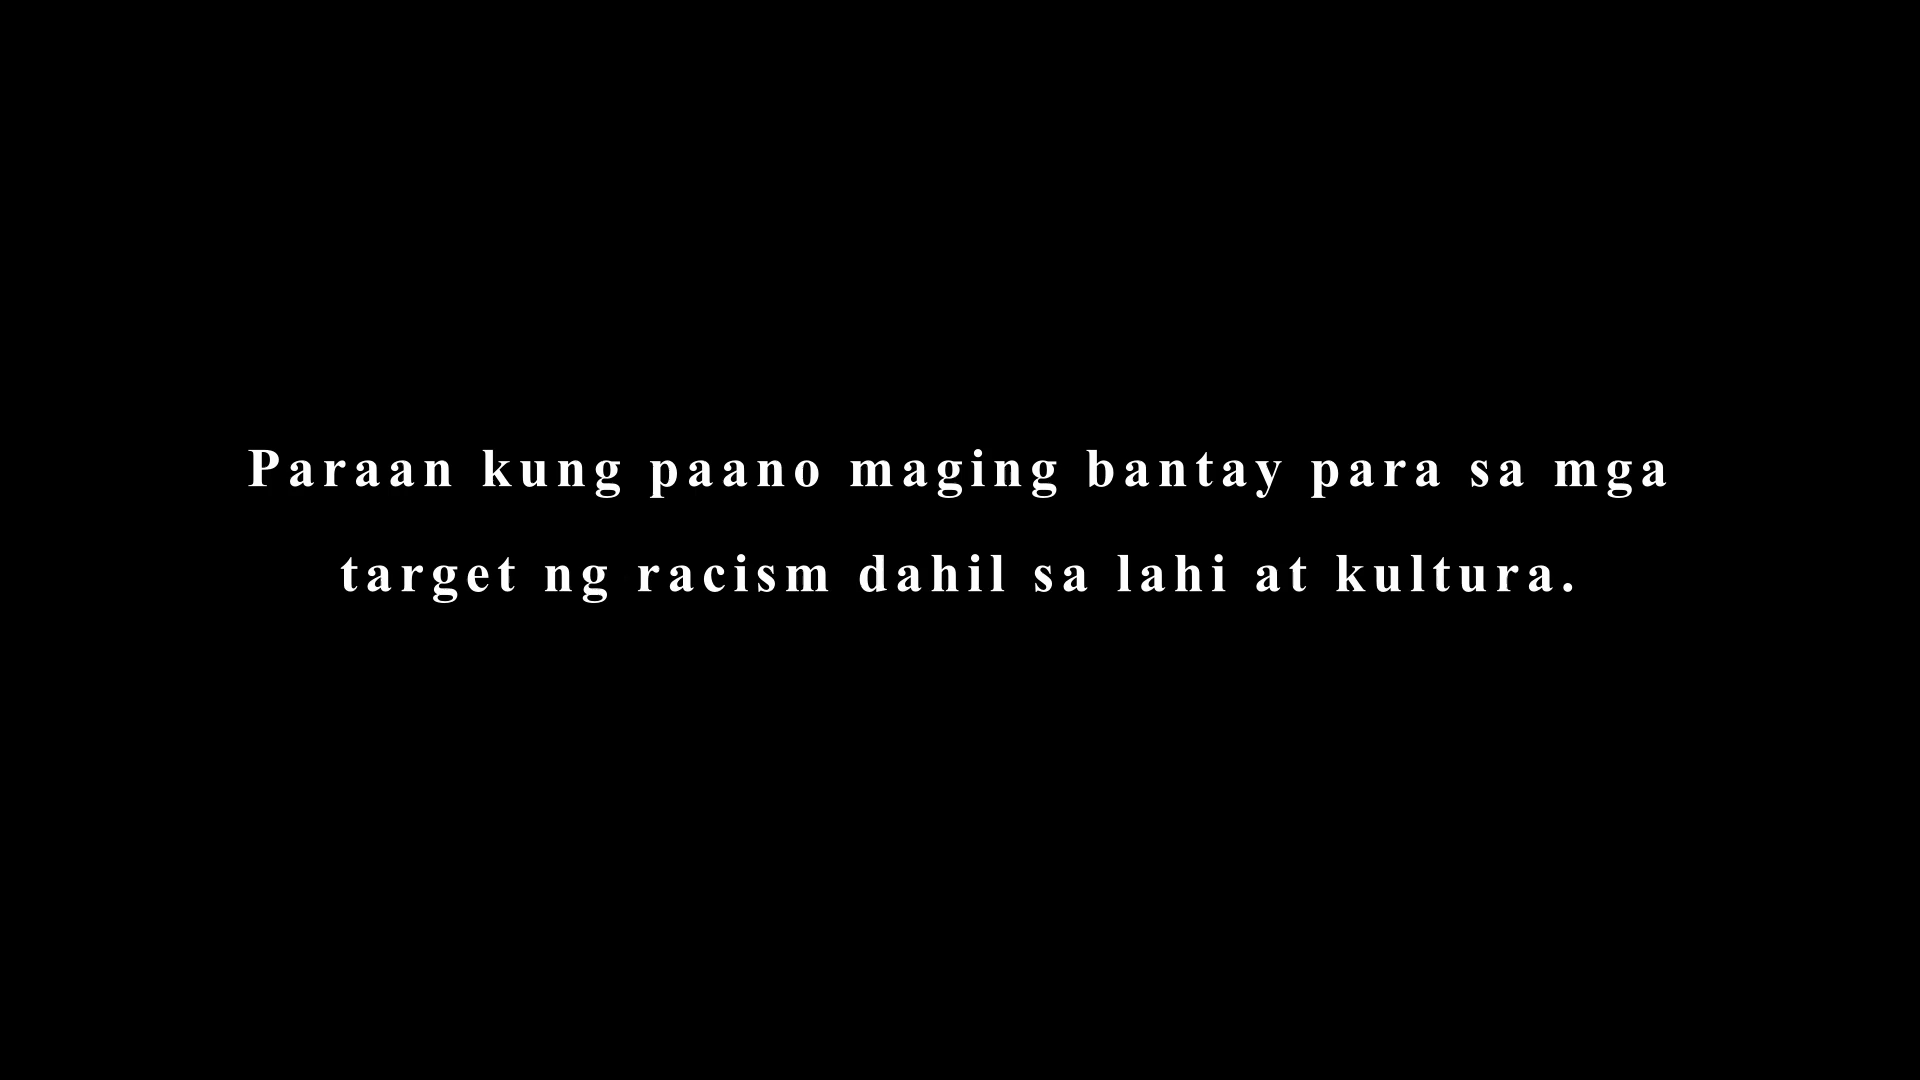 Paraan kung paano maging bantay para sa mga
target ng racism dahil sa lahi at kultura.